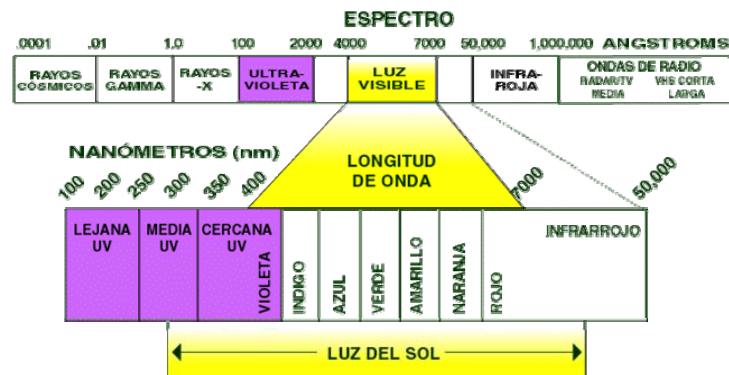 ESPECTRO
.0001 .01 1,0 100 2000 4000 7000 50,000 1,000,000 ANGSTROMS
RAYOS
CÓSMICOS
RAYOS
GAMMA
RAYOS
-X
ULTRA-
VIOLETA
LUZ
VISIBLE
INFRA-
ROJA
ONDAS DE RADIO
RADAR/TV VHS CORTA
MEDIA LARGA
NANÓMETROS (nm)
LONGITUD
DE ONDA
100 200 250 300 350 400 7000 50,000
LEJANA
UV
MEDIA
UV
CERCANA
UV
VIOLETA
INDIGO
AZUL
VERDE
AMARILLO
NARANJA
ROJO
INFRARROJO
LUZ DEL SOL